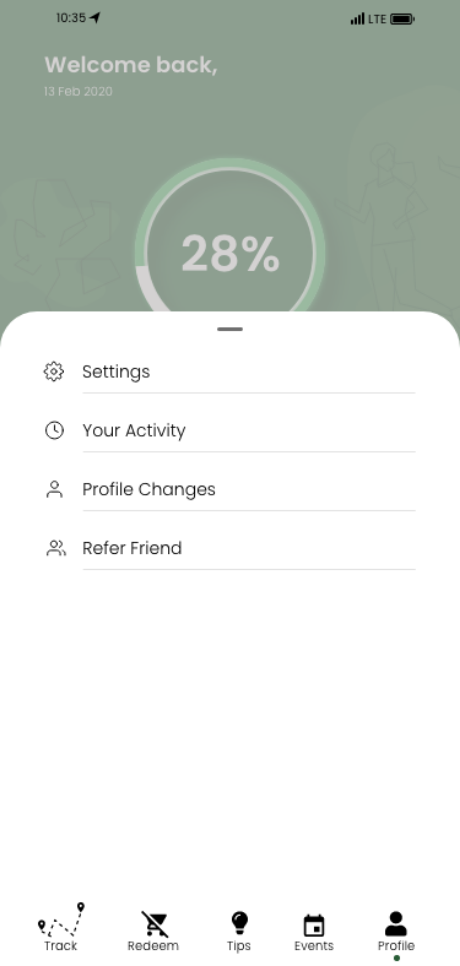 10:35 LTE
Welcome back,
13 Feb 2020
28%
Settings
Your Activity
Profile Changes
Refer Friend
Track Redeem Tips Events Profile